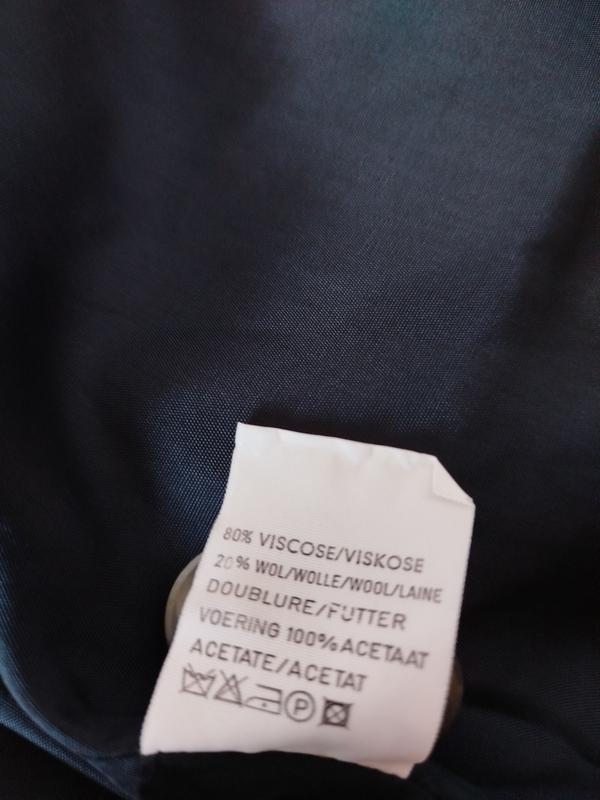 80% VISCOSE/VISKOSE
20% WOL/WOLLE/WOOL/LAINE
DOUBLURE/FUTTER
VOERING 100% ACETAAT
ACETATE/ACETAT
P